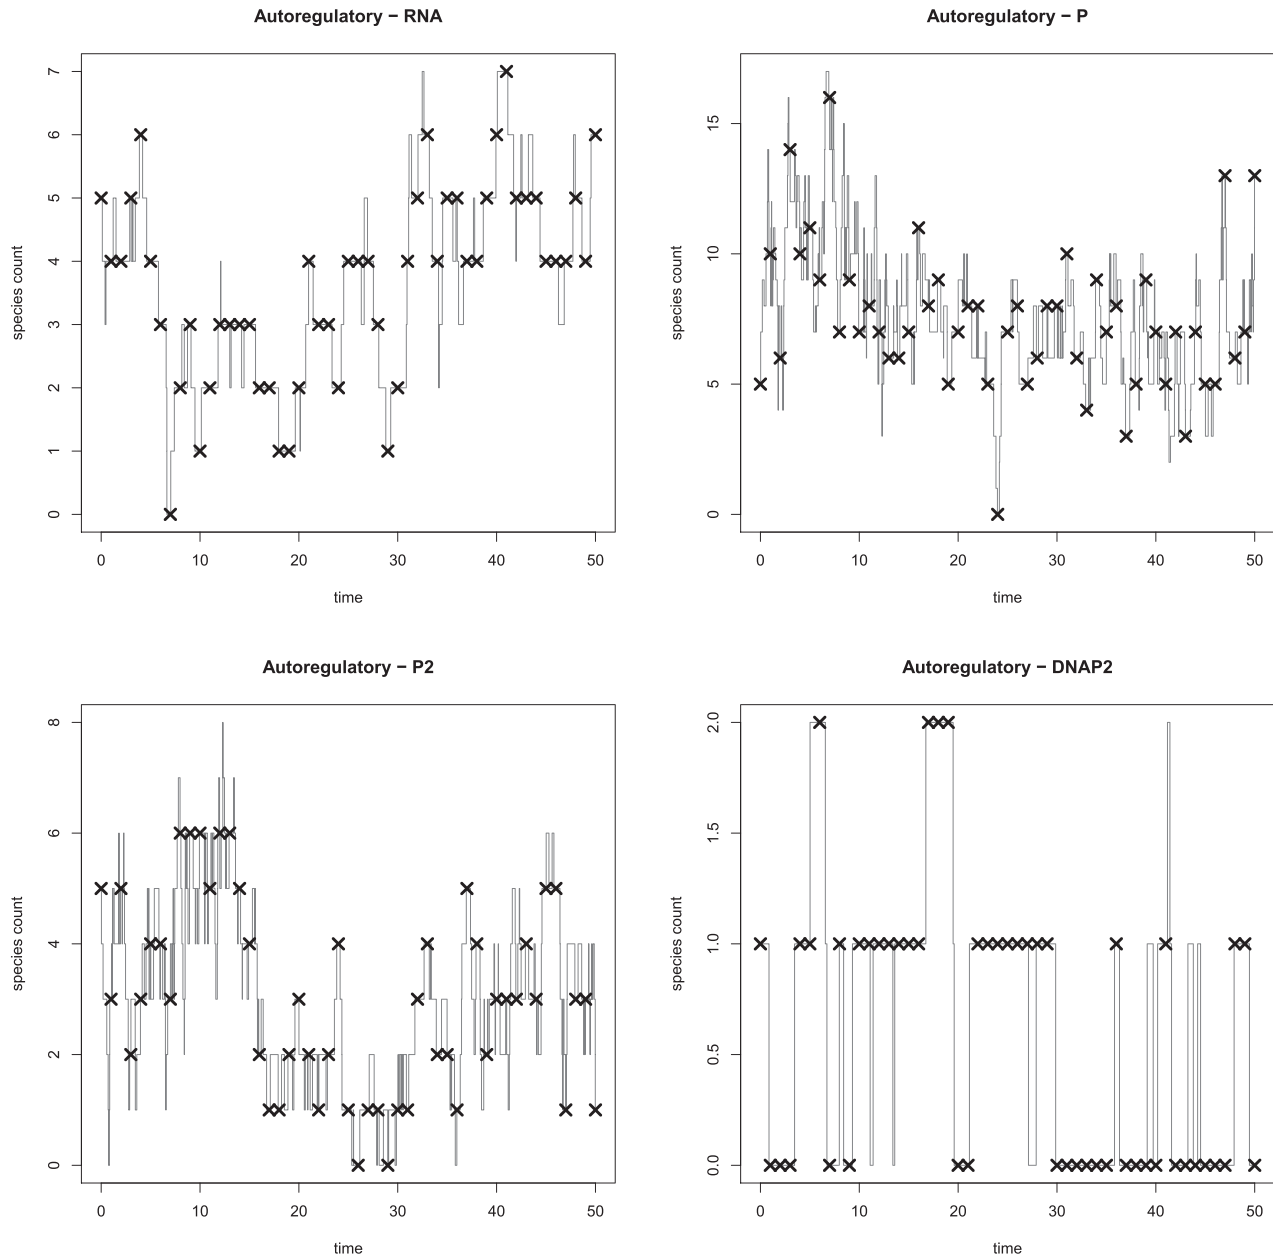 Autoregulatory − RNA
species count
7
6
5
4
3
2
1
0
0 10 20 30 40 50
time
Autoregulatory − P
species count
15
10
5
0
0 10 20 30 40 50
time
Autoregulatory − P2
species count
8
6
4
2
0
0 10 20 30 40 50
time
Autoregulatory − DNAP2
species count
2.0
1.5
1.0
0.5
0.0
0 10 20 30 40 50
time